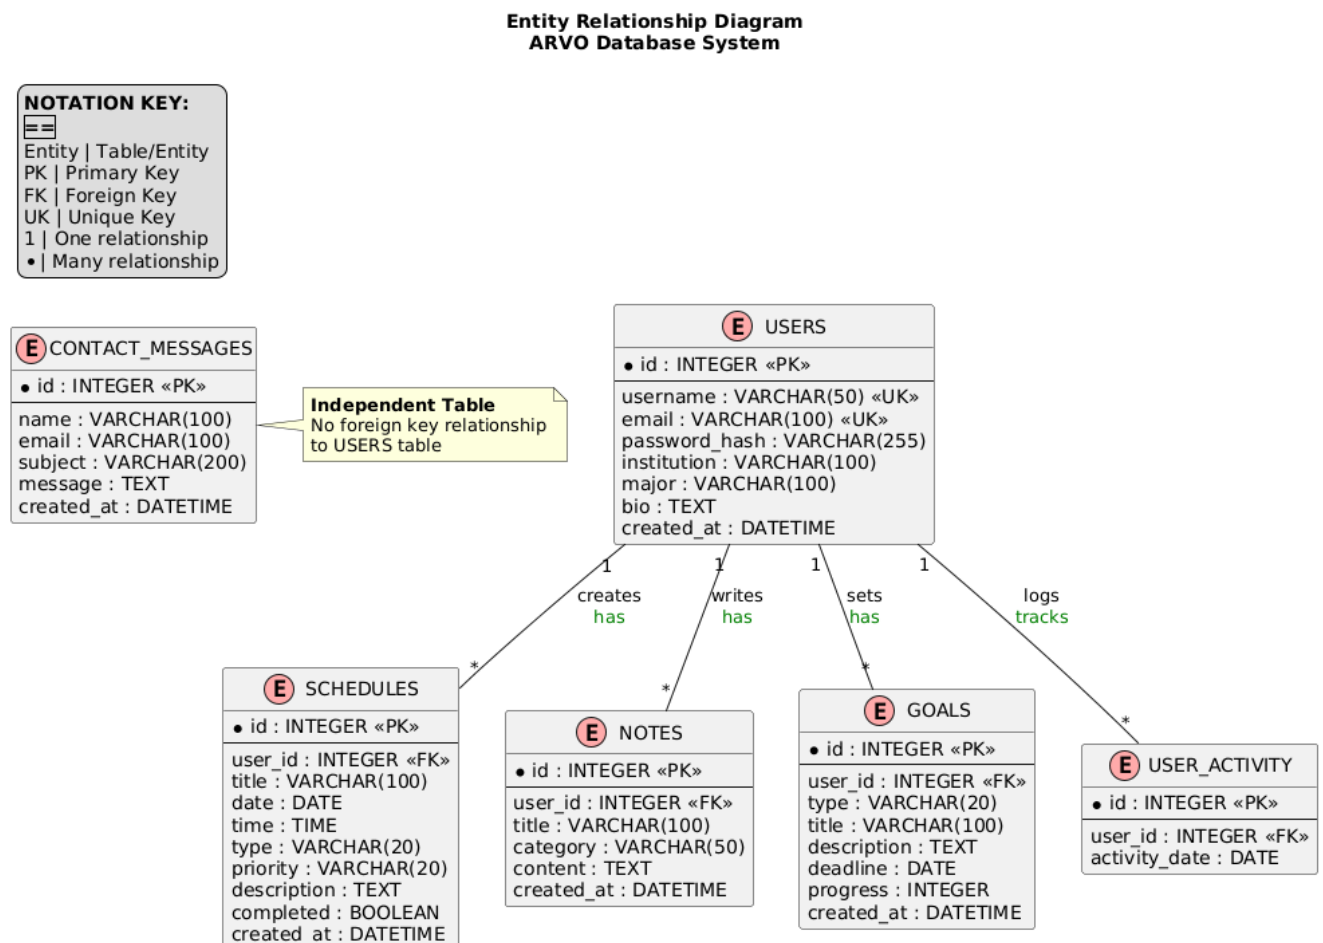 Entity Relationship Diagram
ARVO Database System
NOTATION KEY:
==
Entity | Table/Entity
PK | Primary Key
FK | Foreign Key
UK | Unique Key
1 | One relationship
• | Many relationship
E CONTACT_MESSAGES
• id : INTEGER «PK»
name : VARCHAR(100)
email : VARCHAR(100)
subject : VARCHAR(200)
message : TEXT
created_at : DATETIME
Independent Table
No foreign key relationship
to USERS table
E USERS
• id : INTEGER «PK»
username : VARCHAR(50) «UK»
email : VARCHAR(100) «UK»
password_hash : VARCHAR(255)
institution : VARCHAR(100)
major : VARCHAR(100)
bio : TEXT
created_at : DATETIME
1
creates
has
*
1
writes
has
*
1
sets
has
*
1
logs
tracks
*
E SCHEDULES
• id : INTEGER «PK»
user_id : INTEGER «FK»
title : VARCHAR(100)
date : DATE
time : TIME
type : VARCHAR(20)
priority : VARCHAR(20)
description : TEXT
completed : BOOLEAN
created_at : DATETIME
E NOTES
• id : INTEGER «PK»
user_id : INTEGER «FK»
title : VARCHAR(100)
category : VARCHAR(50)
content : TEXT
created_at : DATETIME
E GOALS
• id : INTEGER «PK»
user_id : INTEGER «FK»
type : VARCHAR(20)
title : VARCHAR(100)
description : TEXT
deadline : DATE
progress : INTEGER
created_at : DATETIME
E USER_ACTIVITY
• id : INTEGER «PK»
user_id : INTEGER «FK»
activity_date : DATE